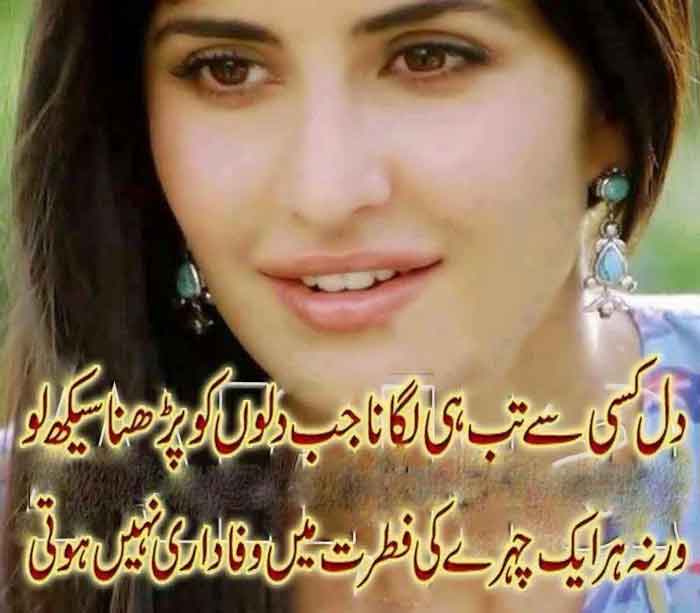 دل کسی سے تب ہی لگانا جب دلوں کو پڑھنا سیکھ لو
ورنہ ہر ایک چہرے کی فطرت میں وفاداری نہیں ہوتی